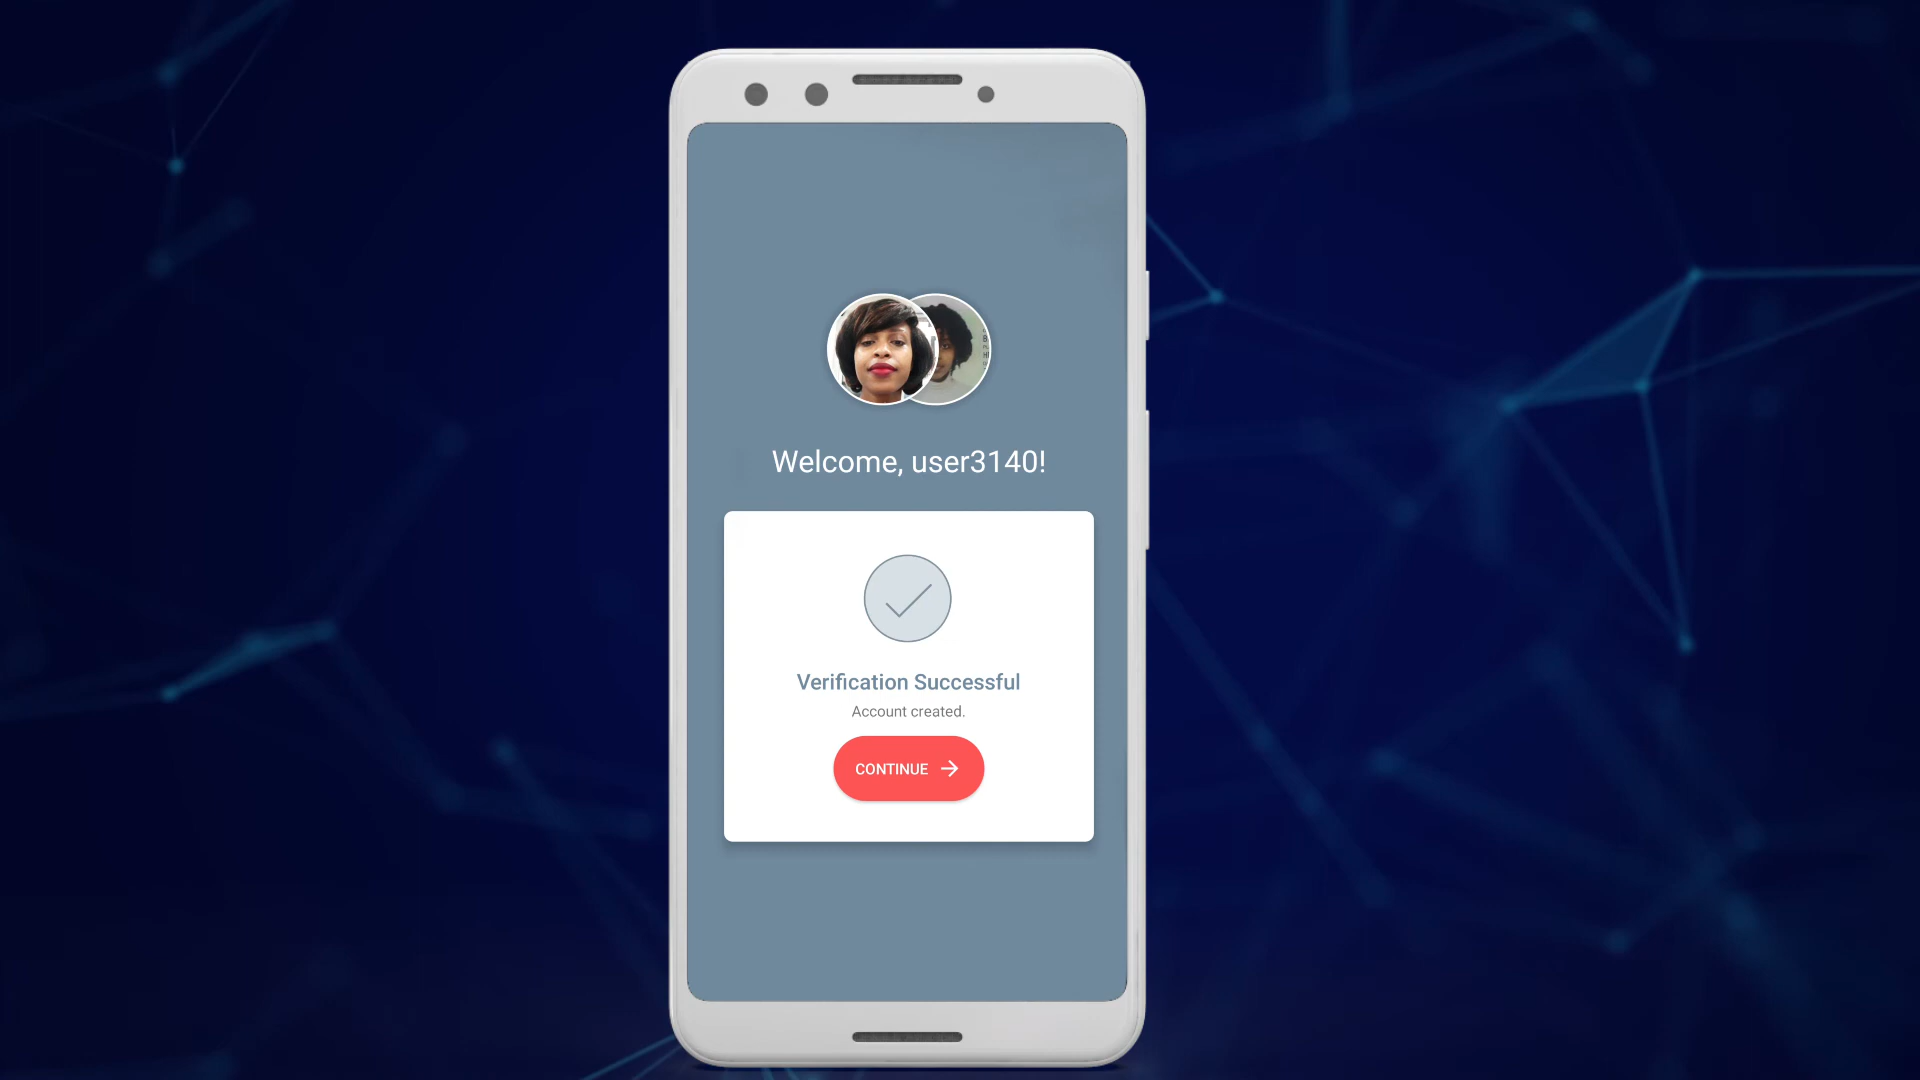 Welcome, user3140!
Verification Successful
Account created.
CONTINUE